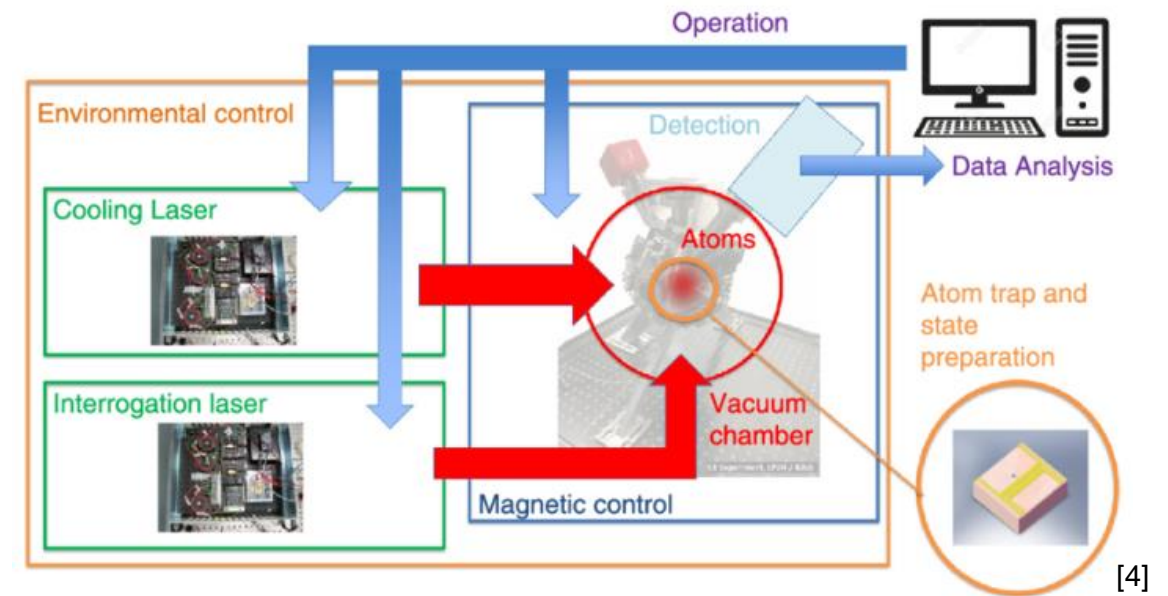 Operation
Environmental control
Detection
Data Analysis
Cooling Laser
Atoms
Atom trap and
state
preparation
Interrogation laser
Vacuum
chamber
Magnetic control
[4]